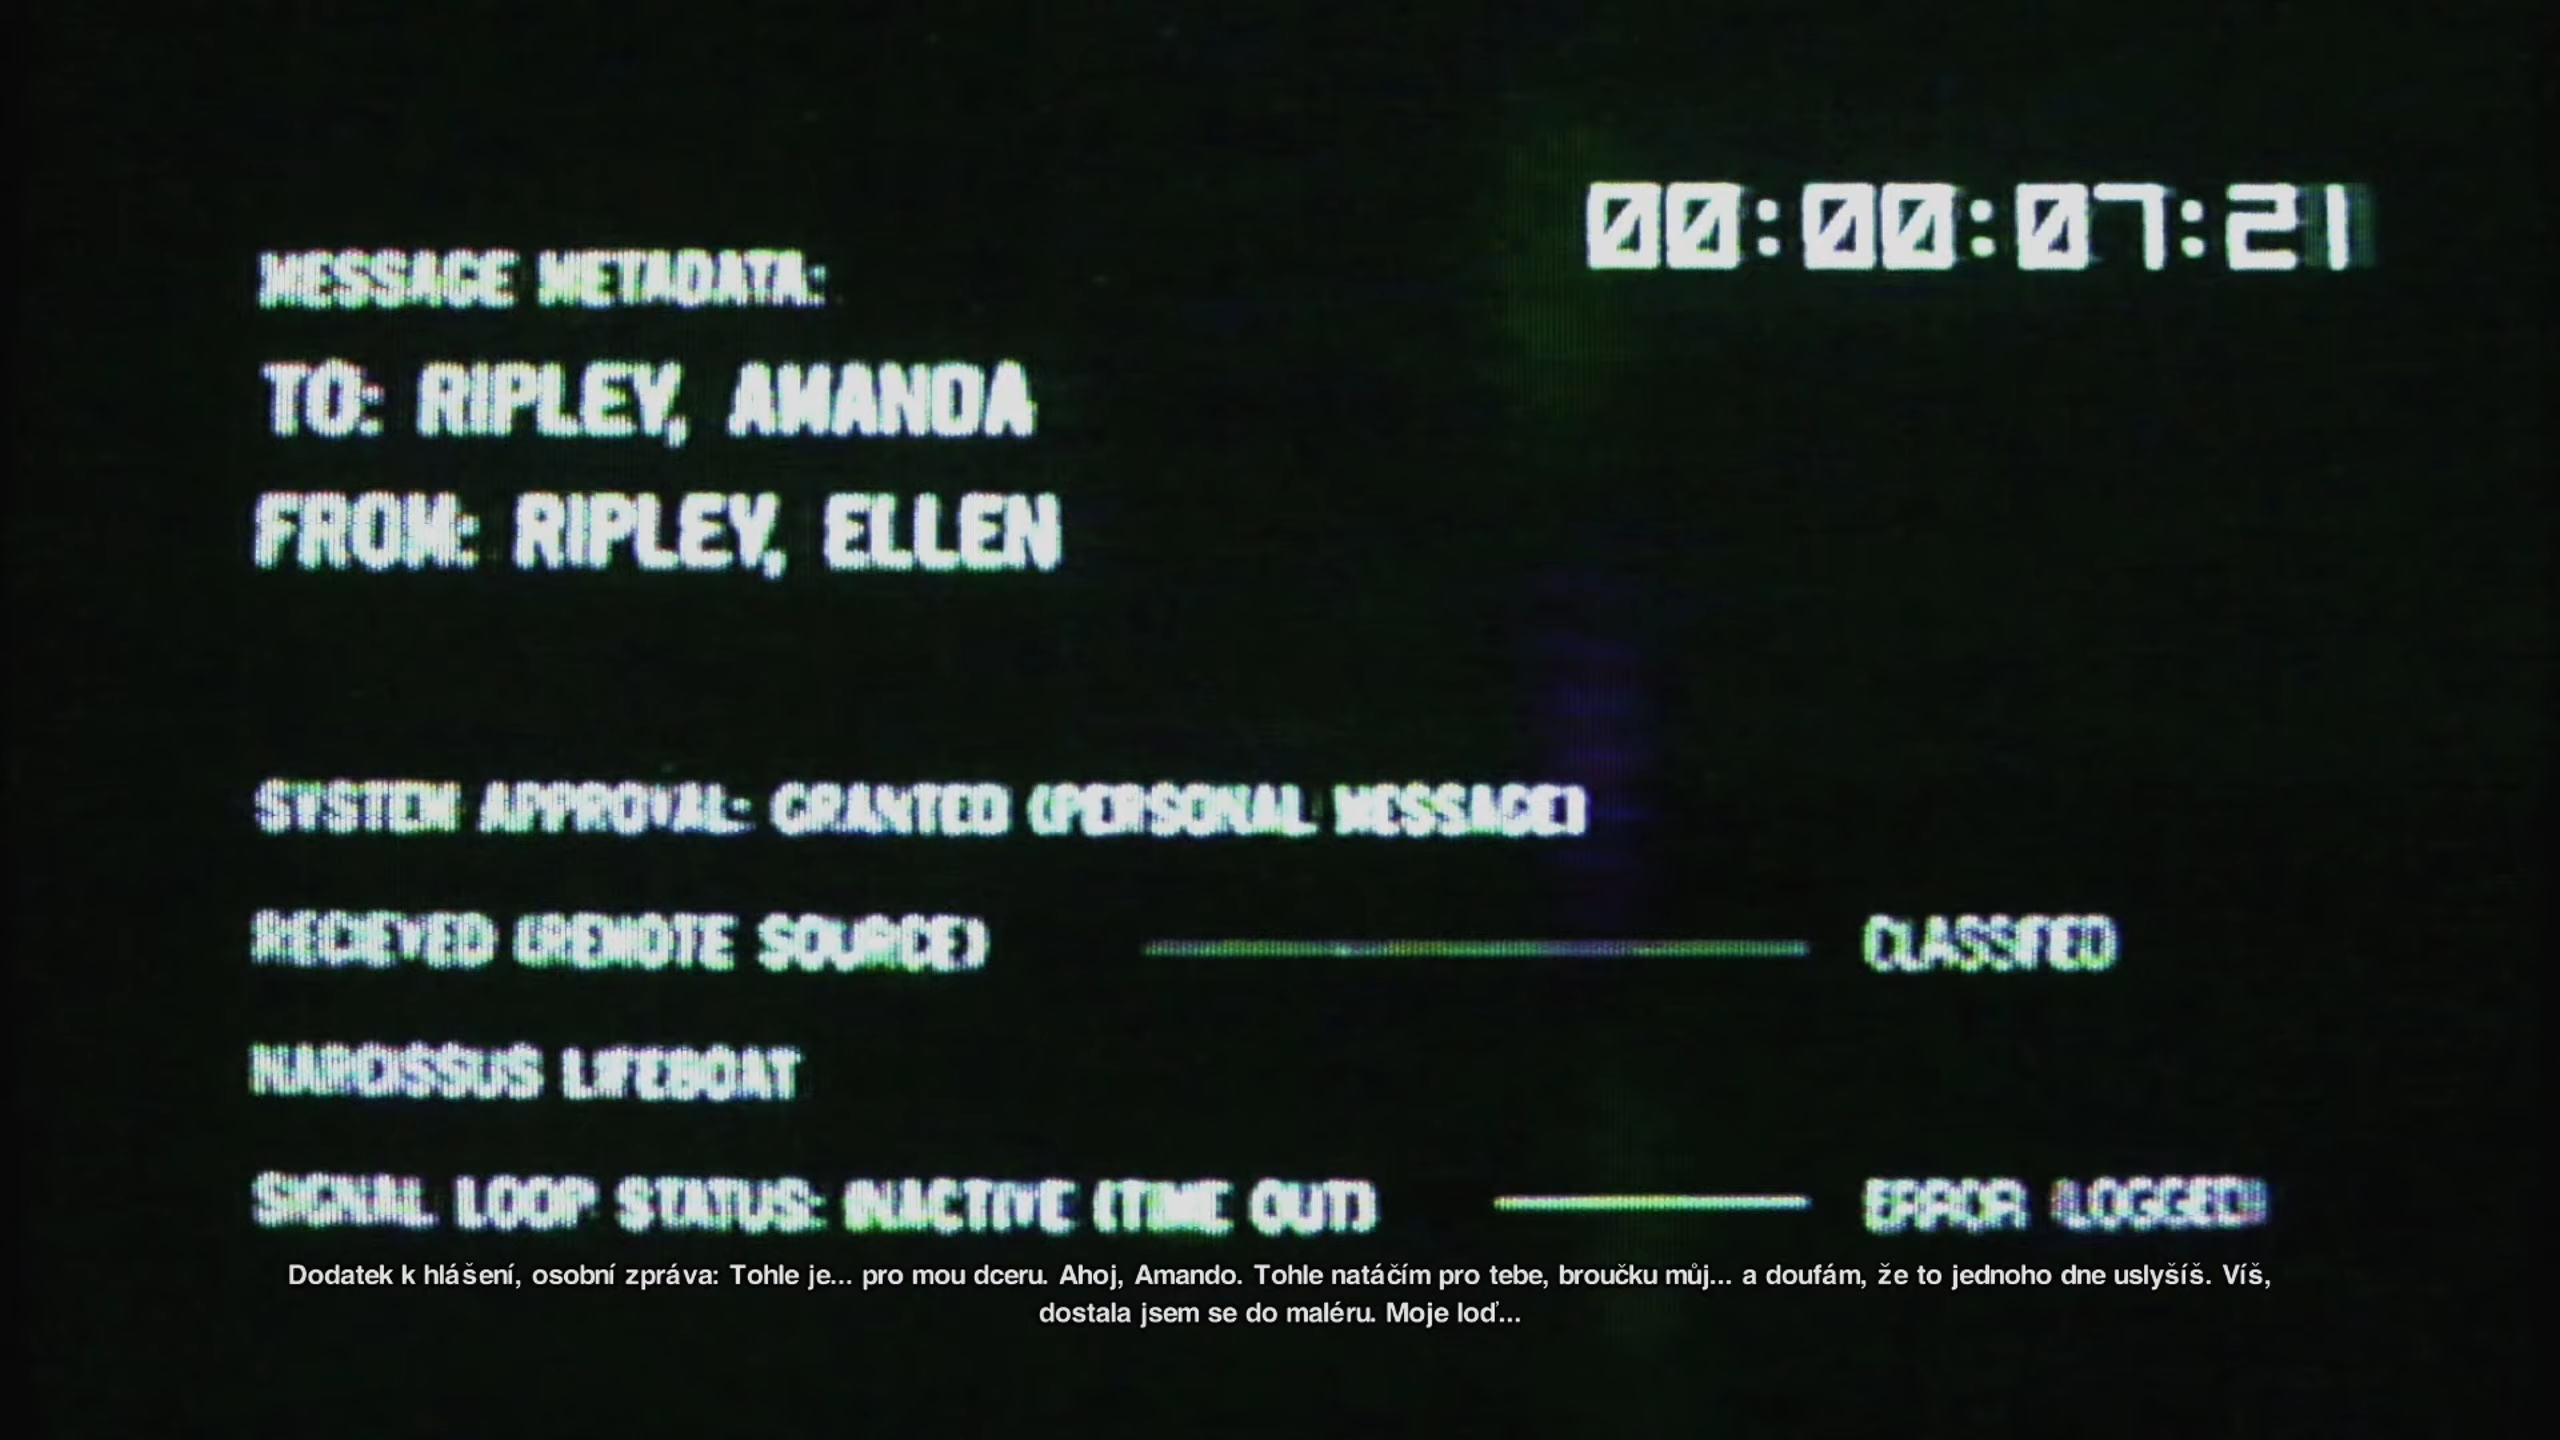 00:00:07:21
MESSAGE METADATA:
TO: RIPLEY, AMANDA
FROM: RIPLEY, ELLEN
SYSTEM APPROVAL: GRANTED (PERSONAL MESSAGE)
RECIEVED (REMOTE SOURCE) CLASSIFIED
NARCISSUS LIFEBOAT
SIGNAL LOOP STATUS: INACTIVE (TIME OUT) ERROR LOGGED
Dodatek k hlášení, osobní zpráva: Tohle je... pro mou dceru. Ahoj, Amando. Tohle natáčím pro tebe, broučku můj... a doufám, že to jednoho dne uslyšíš. Víš,
dostala jsem se do maléru. Moje loď...